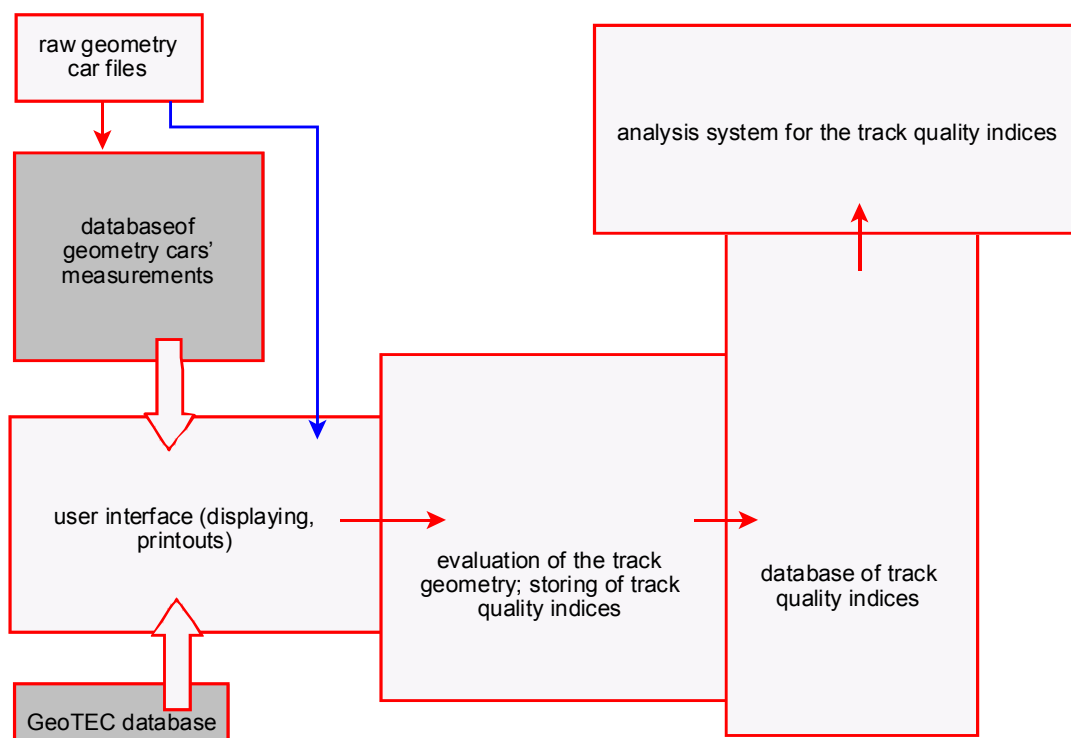 raw geometry
car files
analysis system for the track quality indices
databaseof
geometry cars’
measurements
user interface (displaying,
printouts)
evaluation of the track
geometry; storing of track
quality indices
database of track
quality indices
GeoTEC database